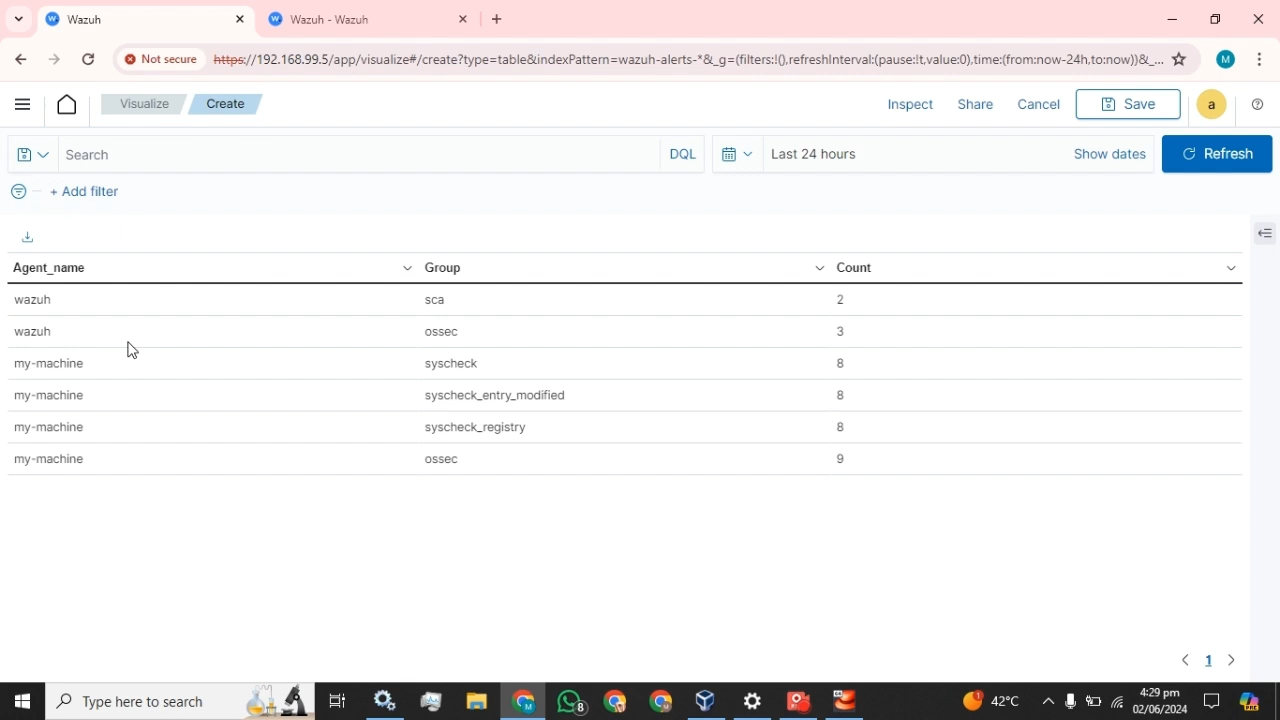 Wazuh
Wazuh - Wazuh
Not secure
https://192.168.99.5/app/visualize#/create?type=table&indexPattern=wazuh-alerts-*&_g=(filters:!(),refreshInterval:(pause:!t,value:0),time:(from:now-24h,to:now))&_...
M
Visualize
Create
Inspect
Share
Cancel
Save
a
Search
DQL
Last 24 hours
Show dates
Refresh
+ Add filter
Agent_name Group Count
wazuh sca 2
wazuh ossec 3
my-machine syscheck 8
my-machine syscheck_entry_modified 8
my-machine syscheck_registry 8
my-machine ossec 9
1
Type here to search
8
1
42°C
4:29 pm
02/06/2024